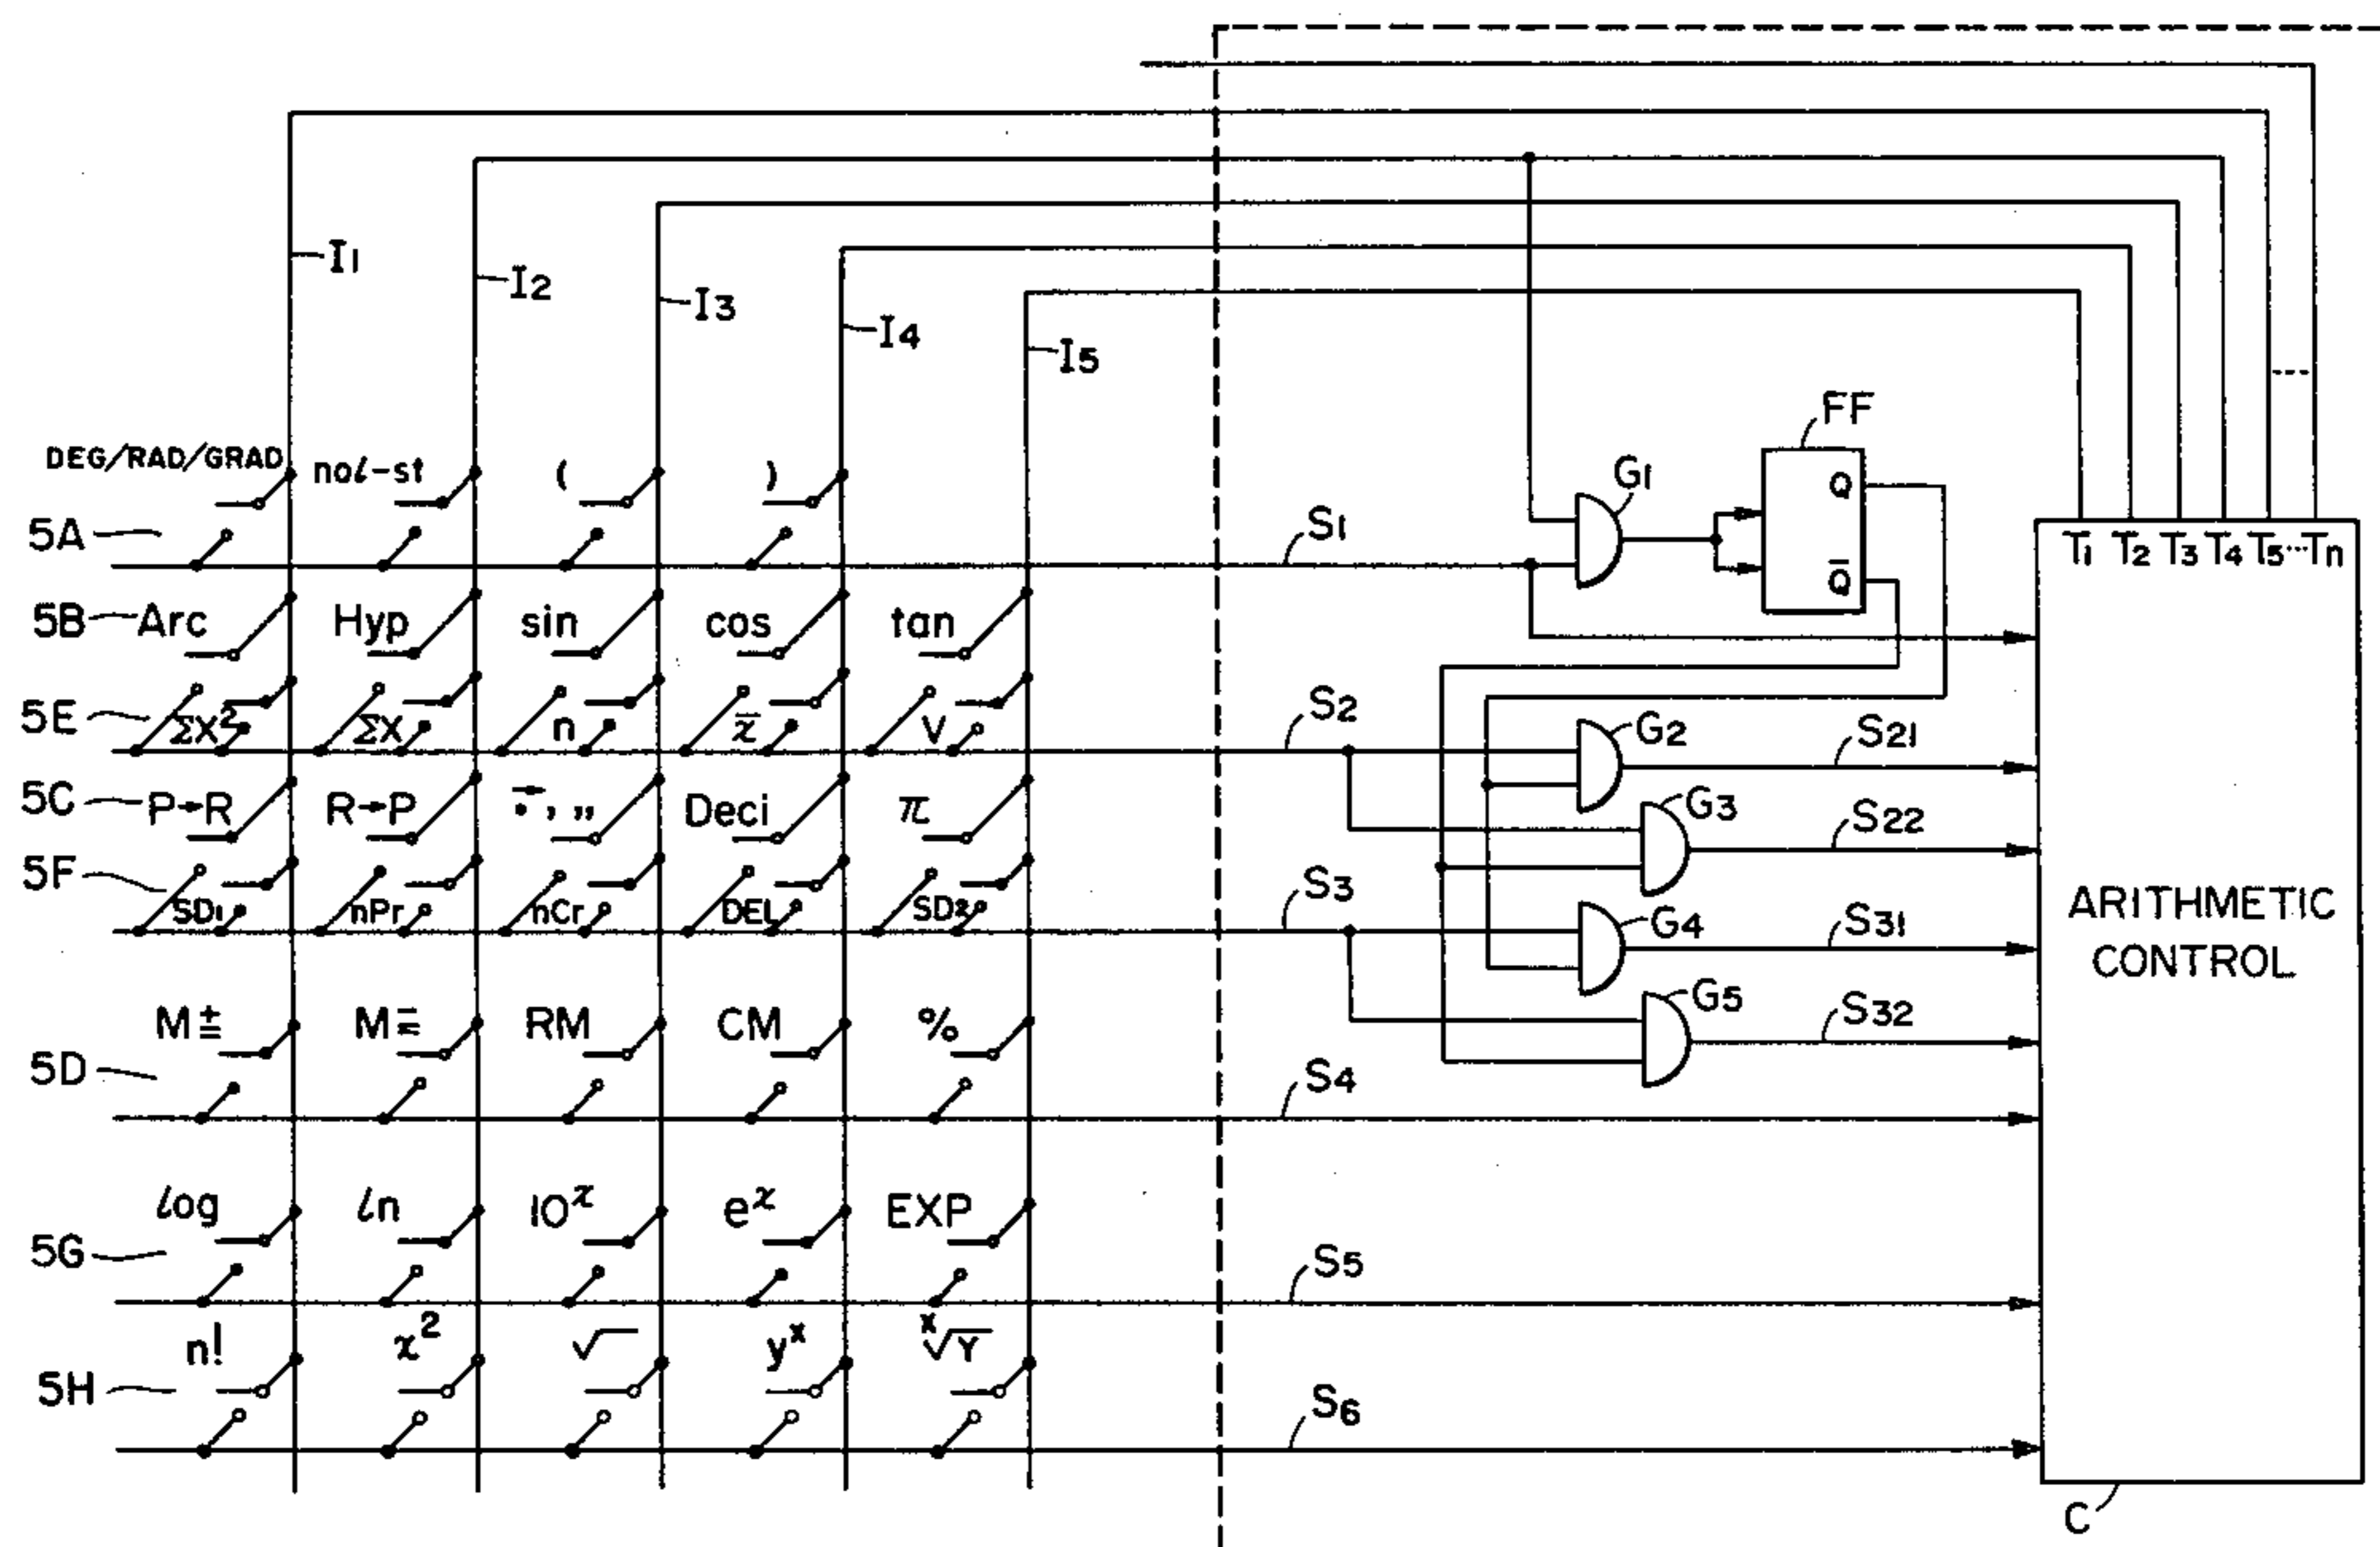 I1
I2
I3
I4
I5
FF
Q
Q̅
G1
T1 T2 T3 T4 T5 ... Tn
DEG/RAD/GRAD nol-st ( )
5A
S1
5B Arc Hyp sin cos tan
5E ΣX² ΣX n x̄ V
S2
G2
S21
5C P→R R→P Deci π
G3
S22
5F SD1 nPr nCr DEL SD2
S3
G4
S31
ARITHMETIC
CONTROL
G5
S32
5D M± M= RM CM %
S4
5G log ln 10ˣ eˣ EXP
S5
5H n! x² √ yˣ ˣ√Y
S6
C